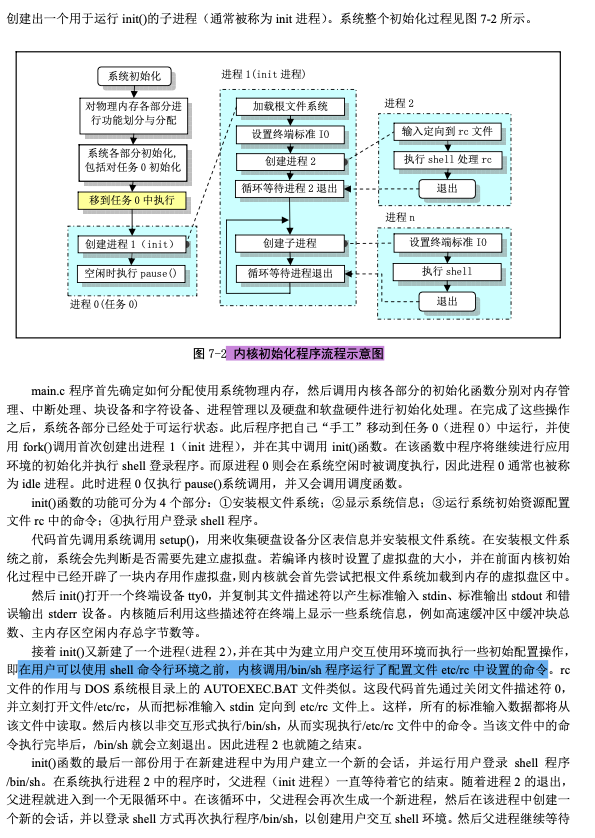 创建出一个用于运行 init()的子进程（通常被称为 init 进程）。系统整个初始化过程见图 7-2 所示。
系统初始化
对物理内存各部分进
行功能划分与分配
系统各部分初始化,
包括对任务 0 初始化
移到任务 0 中执行
创建进程 1 (init)
空闲时执行 pause()
进程 0(任务 0)
进程 1(init 进程)
加载根文件系统
设置终端标准 IO
创建进程 2
循环等待进程 2 退出
创建子进程
循环等待进程退出
进程 2
输入定向到 rc 文件
执行 shell 处理 rc
退出
进程 n
设置终端标准 IO
执行 shell
退出
图 7-2 内核初始化程序流程示意图
main.c 程序首先确定如何分配使用系统物理内存，然后调用内核各部分的初始化函数分别对内存管
理、中断处理、块设备和字符设备、进程管理以及硬盘和软盘硬件进行初始化处理。在完成了这些操作
之后，系统各部分已经处于可运行状态。此后程序把自己“手工”移动到任务 0（进程 0）中运行，并使
用 fork()调用首次创建出进程 1（init 进程），并在其中调用 init()函数。在该函数中程序将继续进行应用
环境的初始化并执行 shell 登录程序。而原进程 0 则会在系统空闲时被调度执行，因此进程 0 通常也被称
为 idle 进程。此时进程 0 仅执行 pause()系统调用，并又会调用调度函数。
init()函数的功能可分为 4 个部分：①安装根文件系统；②显示系统信息；③运行系统初始资源配置
文件 rc 中的命令；④执行用户登录 shell 程序。
代码首先调用系统调用 setup()，用来收集硬盘设备分区表信息并安装根文件系统。在安装根文件系
统之前，系统会先判断是否需要先建立虚拟盘。若编译内核时设置了虚拟盘的大小，并在前面内核初始
化过程中已经开辟了一块内存用作虚拟盘,则内核就会首先尝试把根文件系统加载到内存的虚拟盘区中。
然后 init()打开一个终端设备 tty0，并复制其文件描述符以产生标准输入 stdin、标准输出 stdout 和错
误输出 stderr 设备。内核随后利用这些描述符在终端上显示一些系统信息，例如高速缓冲区中缓冲块总
数、主内存区空闲内存总字节数等。
接着 init()又新建了一个进程(进程 2)，并在其中为建立用户交互使用环境而执行一些初始配置操作，
即在用户可以使用 shell 命令行环境之前，内核调用/bin/sh 程序运行了配置文件 etc/rc 中设置的命令。rc
文件的作用与 DOS 系统根目录上的 AUTOEXEC.BAT 文件类似。这段代码首先通过关闭文件描述符 0，
并立刻打开文件/etc/rc，从而把标准输入 stdin 定向到 etc/rc 文件上。这样，所有的标准输入数据都将从
该文件中读取。然后内核以非交互形式执行/bin/sh，从而实现执行/etc/rc 文件中的命令。当该文件中的命
令执行完毕后，/bin/sh 就会立刻退出。因此进程 2 也就随之结束。
init()函数的最后一部份用于在新建进程中为用户建立一个新的会话，并运行用户登录 shell 程序
/bin/sh。在系统执行进程 2 中的程序时，父进程（init 进程）一直等待着它的结束。随着进程 2 的退出，
父进程就进入到一个无限循环中。在该循环中，父进程会再次生成一个新进程，然后在该进程中创建一
个新的会话，并以登录 shell 方式再次执行程序/bin/sh，以创建用户交互 shell 环境。然后父进程继续等待